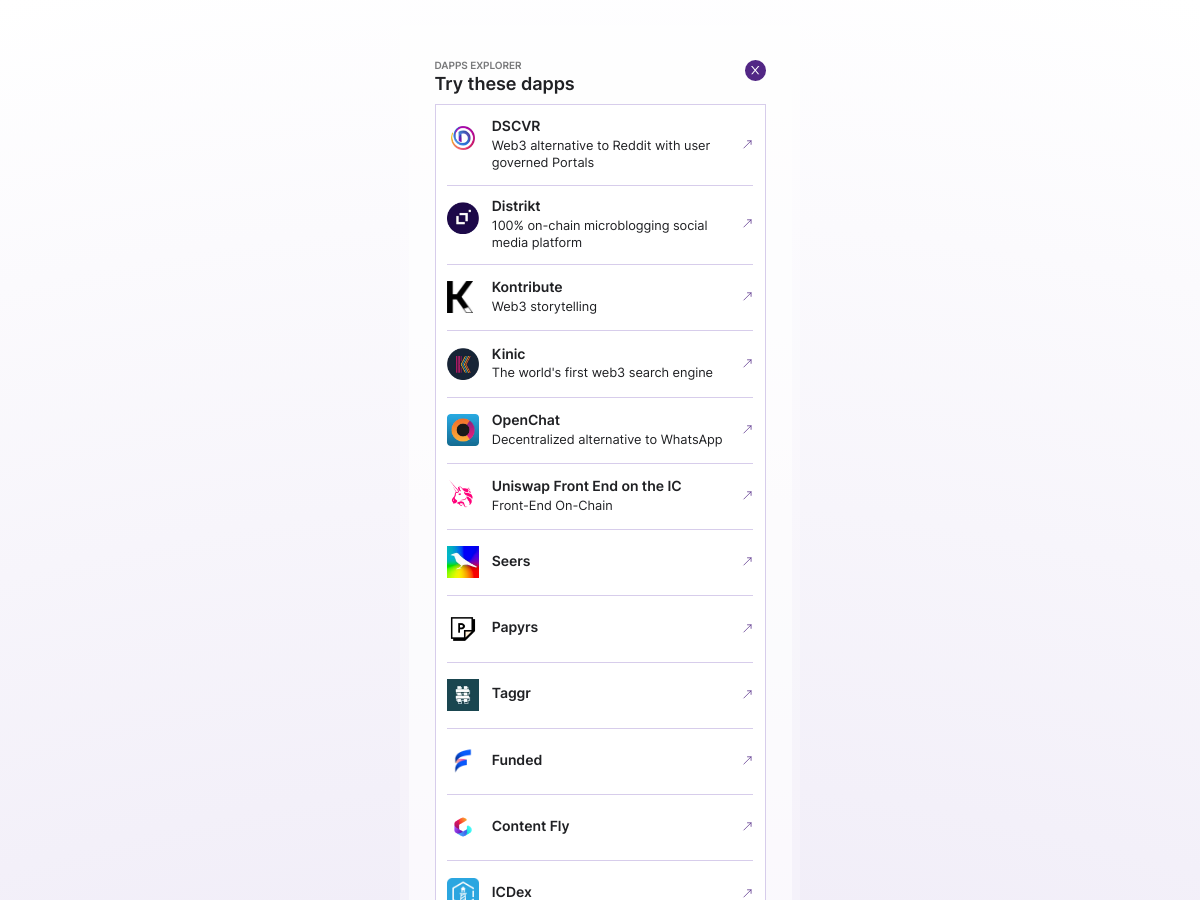 DAPPS EXPLORER
Try these dapps
X
DSCVR
Web3 alternative to Reddit with user
governed Portals
Distrikt
100% on-chain microblogging social
media platform
Kontribute
Web3 storytelling
Kinic
The world's first web3 search engine
OpenChat
Decentralized alternative to WhatsApp
Uniswap Front End on the IC
Front-End On-Chain
Seers
Papyrs
Taggr
Funded
Content Fly
ICDex